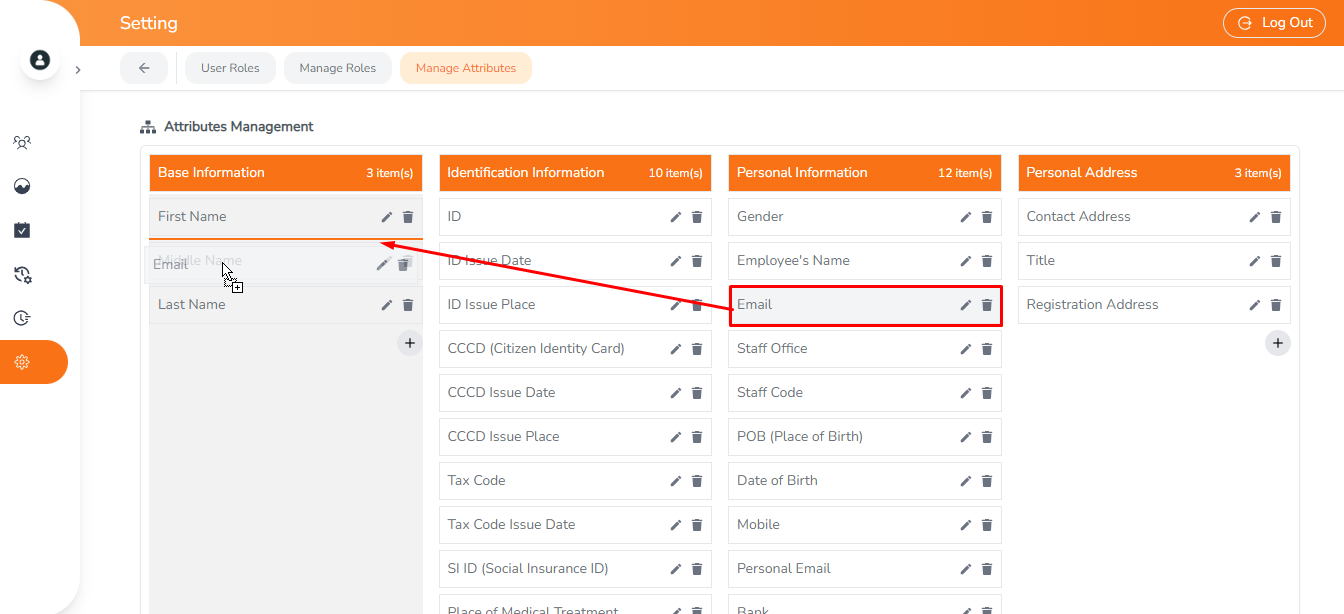 Setting
Log Out
User Roles
Manage Roles
Manage Attributes
Attributes Management
Base Information 3 item(s)
First Name
Middle Name
Email
Last Name
Identification Information 10 item(s)
ID
ID Issue Date
ID Issue Place
CCCD (Citizen Identity Card)
CCCD Issue Date
CCCD Issue Place
Tax Code
Tax Code Issue Date
SI ID (Social Insurance ID)
Place of Medical Treatment
Personal Information 12 item(s)
Gender
Employee's Name
Email
Staff Office
Staff Code
POB (Place of Birth)
Date of Birth
Mobile
Personal Email
Bank
Personal Address 3 item(s)
Contact Address
Title
Registration Address